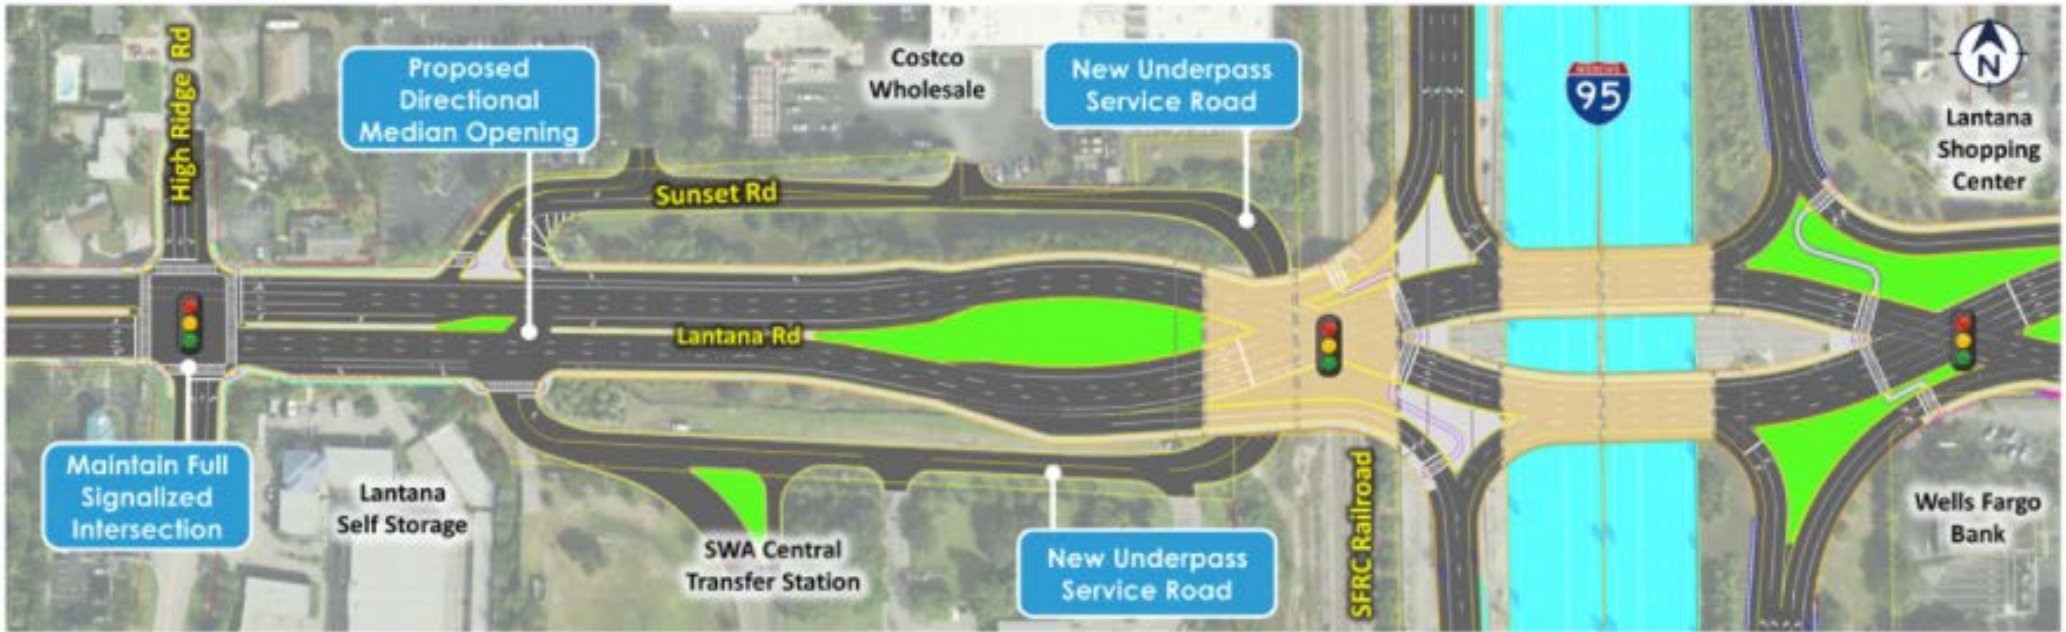 High Ridge Rd
Proposed
Directional
Median Opening
Costco
Wholesale
New Underpass
Service Road
INTERSTATE
95
N
Lantana
Shopping
Center
Sunset Rd
Lantana Rd
Maintain Full
Signalized
Intersection
Lantana
Self Storage
SWA Central
Transfer Station
New Underpass
Service Road
SFRC Railroad
Wells Fargo
Bank